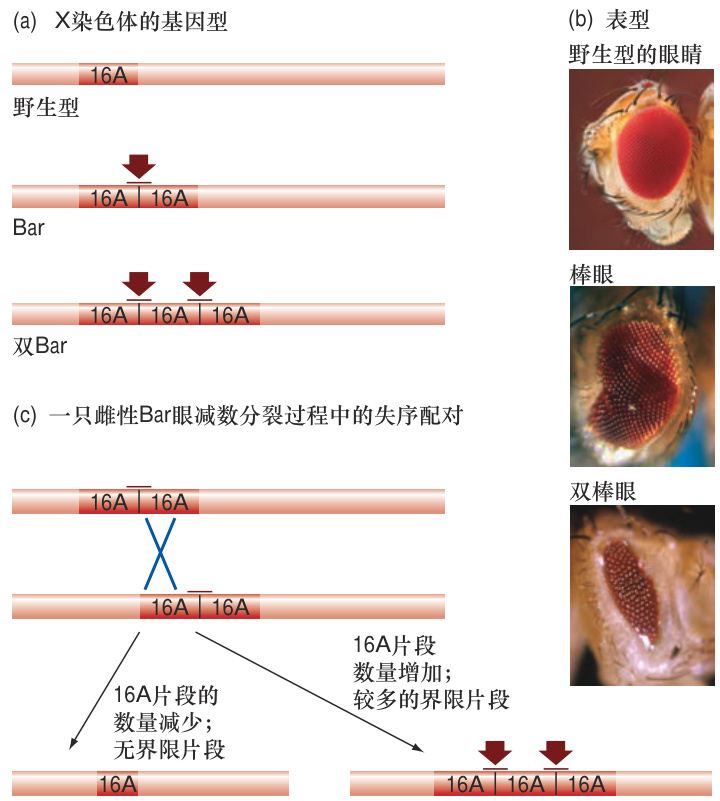 (a) X染色体的基因型
16A
野生型
16A 16A
Bar
16A 16A 16A
双Bar
(b) 表型
野生型的眼睛
棒眼
双棒眼
(c) 一只雌性Bar眼减数分裂过程中的失序配对
16A 16A
16A 16A
16A片段的
数量减少；
无界限片段
16A片段
数量增加；
较多的界限片段
16A
16A 16A 16A